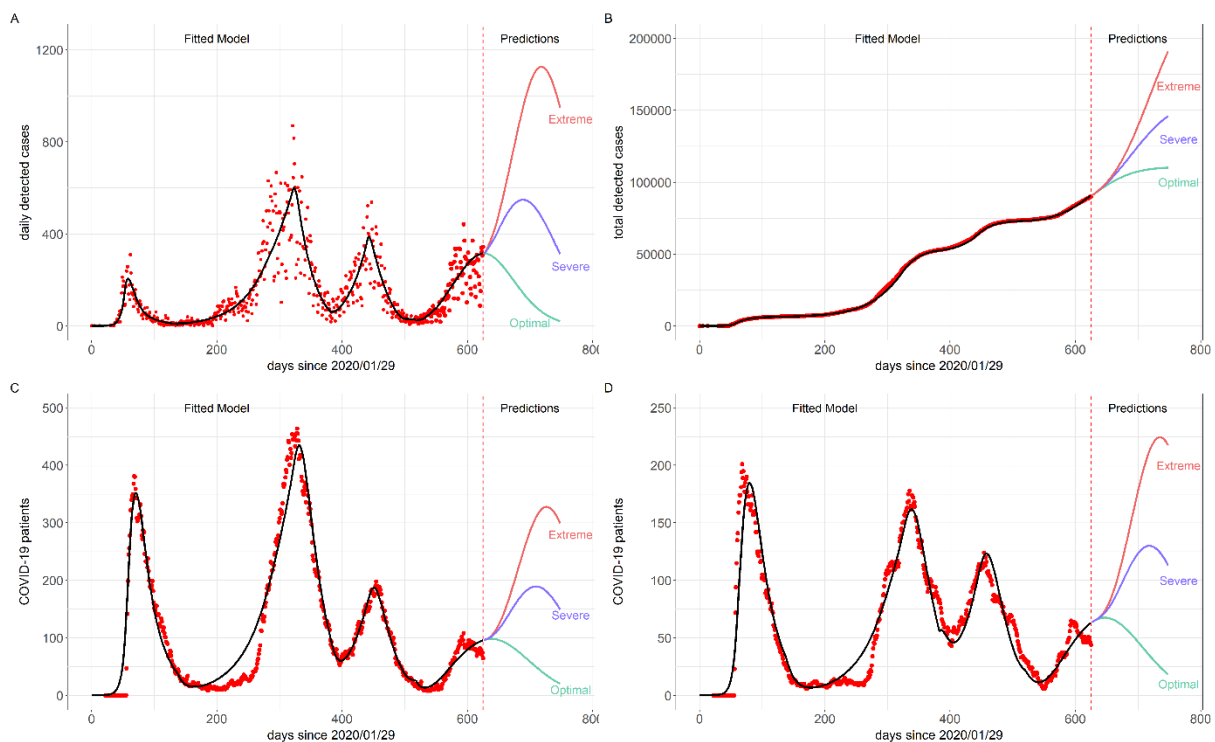 A
Fitted Model
Predictions
1200
800
400
0
daily detected cases
Extreme
Severe
Optimal
0
200
400
600
800
days since 2020/01/29
B
Fitted Model
Predictions
200000
150000
100000
50000
0
total detected cases
Extreme
Severe
Optimal
0
200
400
600
800
days since 2020/01/29
C
Fitted Model
Predictions
500
400
300
200
100
0
COVID-19 patients
Extreme
Severe
Optimal
0
200
400
600
800
days since 2020/01/29
D
Fitted Model
Predictions
250
200
150
100
50
0
COVID-19 patients
Extreme
Severe
Optimal
0
200
400
600
800
days since 2020/01/29